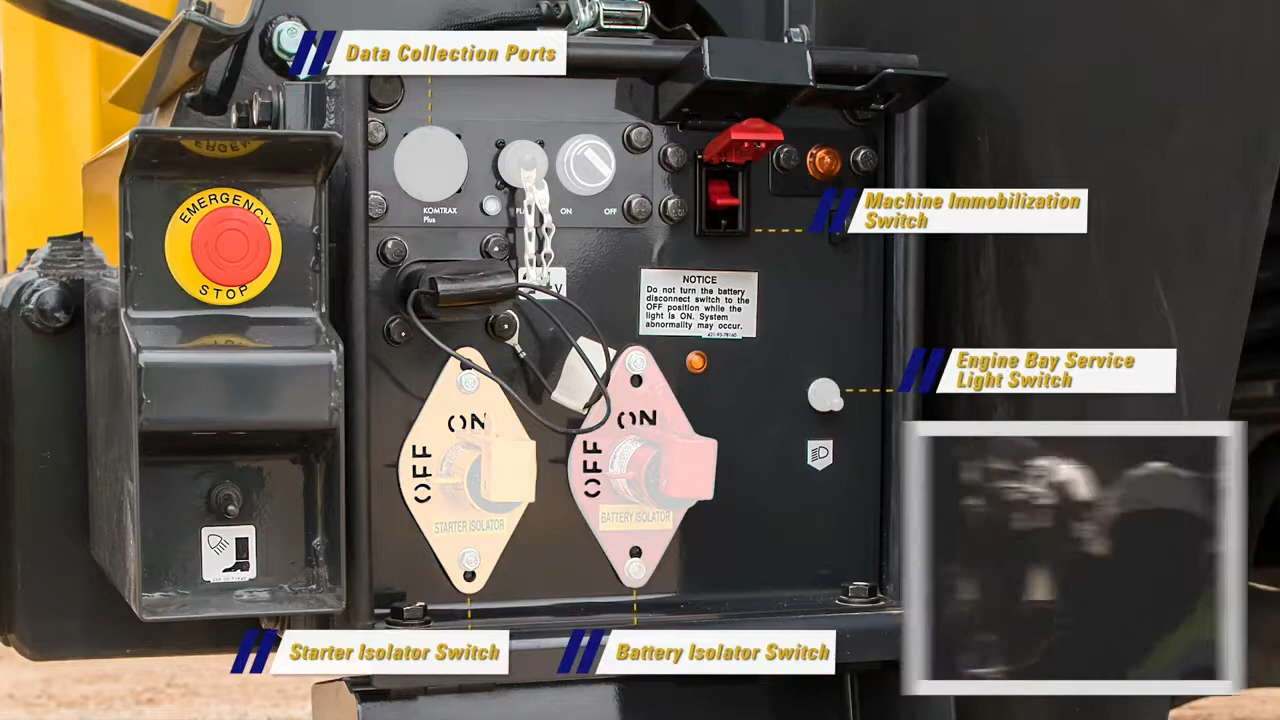 Data Collection Ports
EMERGENCY
STOP
KOMTRAX
Plus
ON
OFF
Machine Immobilization
Switch
NOTICE
Do not turn the battery
disconnect switch to the
OFF position while the
light is ON. System
abnormality may occur.
V
Engine Bay Service
Light Switch
ON
OFF
STARTER ISOLATOR
ON
OFF
BATTERY ISOLATOR
Starter Isolator Switch
Battery Isolator Switch